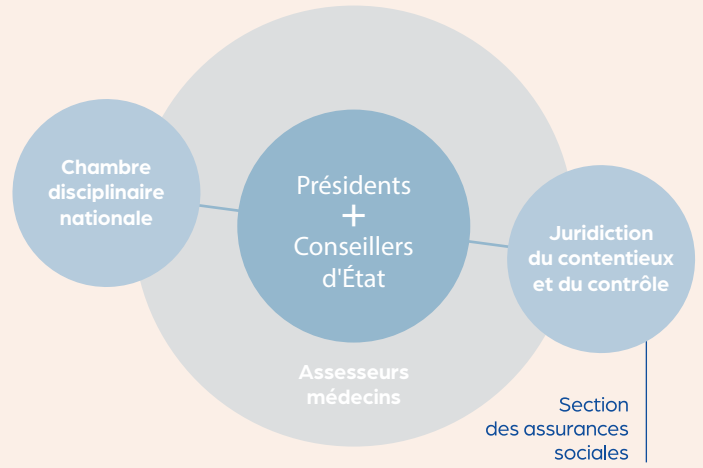 Chambre
disciplinaire
nationale
Présidents
+
Conseillers
d'État
Juridiction
du contentieux
et du contrôle
Assesseurs
médecins
Section
des assurances
sociales